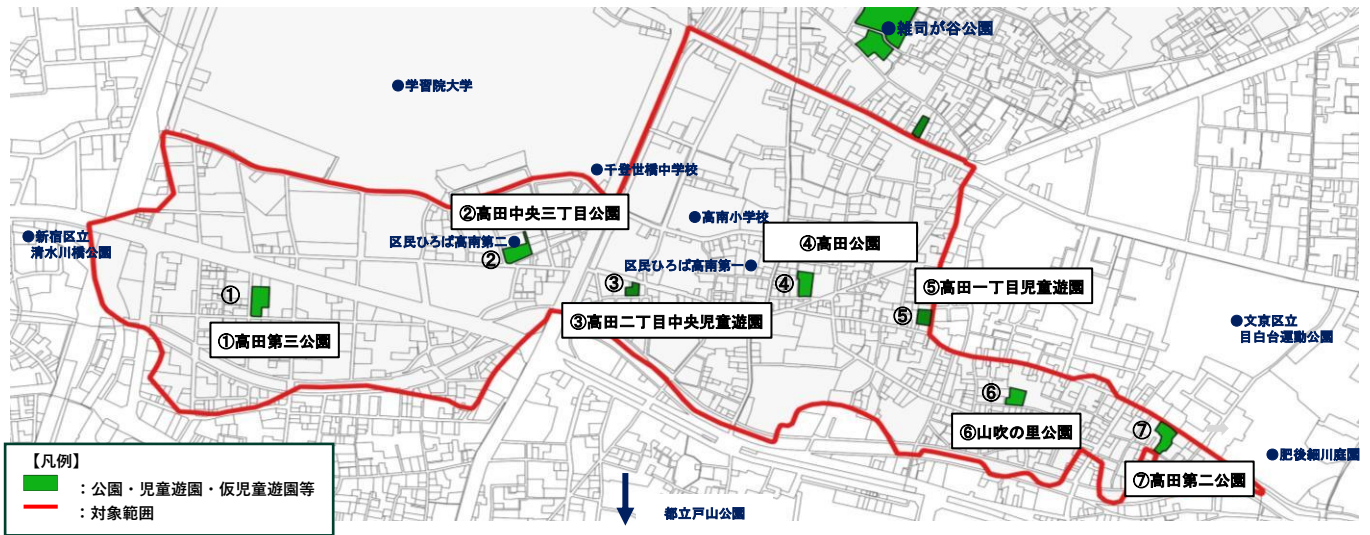 ●雑司が谷公園
●学習院大学
●千登世橋中学校
②高田中央三丁目公園
●高南小学校
●新宿区立
清水川橋公園
区民ひろば高南第二●
②
④高田公園
区民ひろば高南第一●
①
③
④
⑤高田一丁目児童遊園
⑤
①高田第三公園
③高田二丁目中央児童遊園
●文京区立
目白台運動公園
⑥
⑥山吹の里公園
⑦
●肥後細川庭園
⑦高田第二公園
【凡例】
：公園・児童遊園・仮児童遊園等
：対象範囲
都立戸山公園